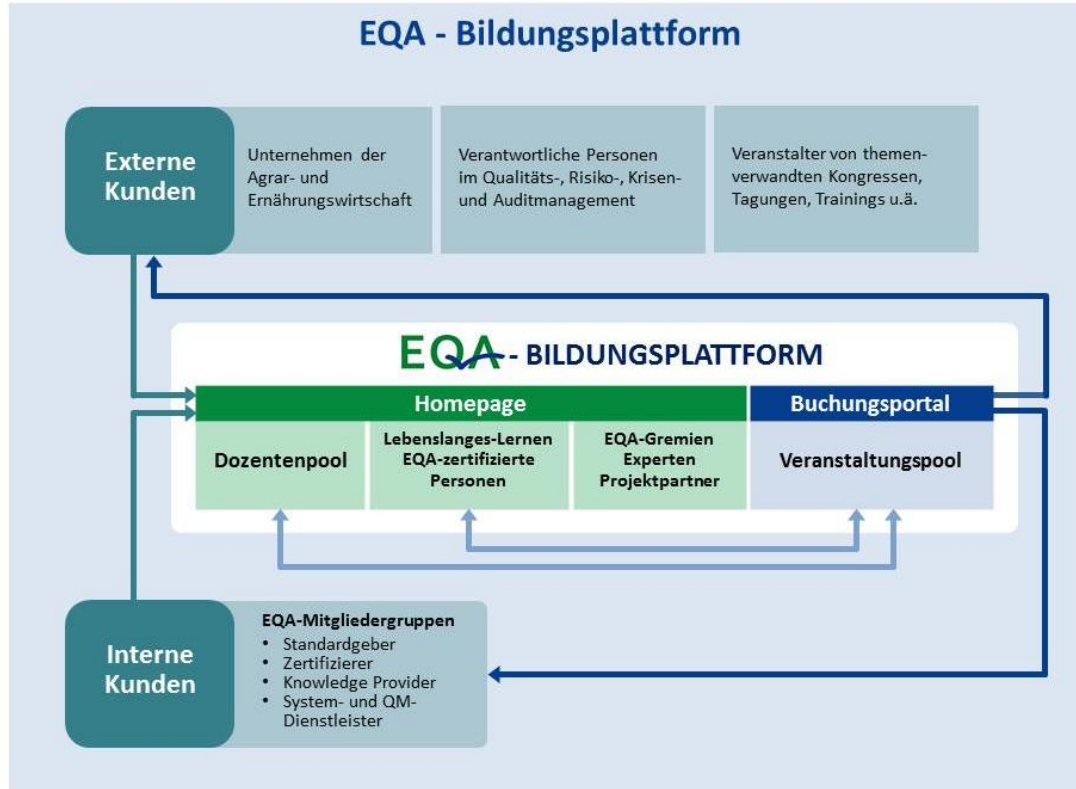 EQA - Bildungsplattform
Externe
Kunden
Unternehmen der
Agrar- und
Ernährungswirtschaft
Verantwortliche Personen
im Qualitäts-, Risiko-, Krisen-
und Auditmanagement
Veranstalter von themen-
verwandten Kongressen,
Tagungen, Trainings u.ä.
EQA - BILDUNGSPLATTFORM
Homepage
Buchungsportal
Dozentenpool
Lebenslanges-Lernen
EQA-zertifizierte
Personen
EQA-Gremien
Experten
Projektpartner
Veranstaltungspool
Interne
Kunden
EQA-Mitgliedergruppen
• Standardgeber
• Zertifizierer
• Knowledge Provider
• System- und QM-
Dienstleister